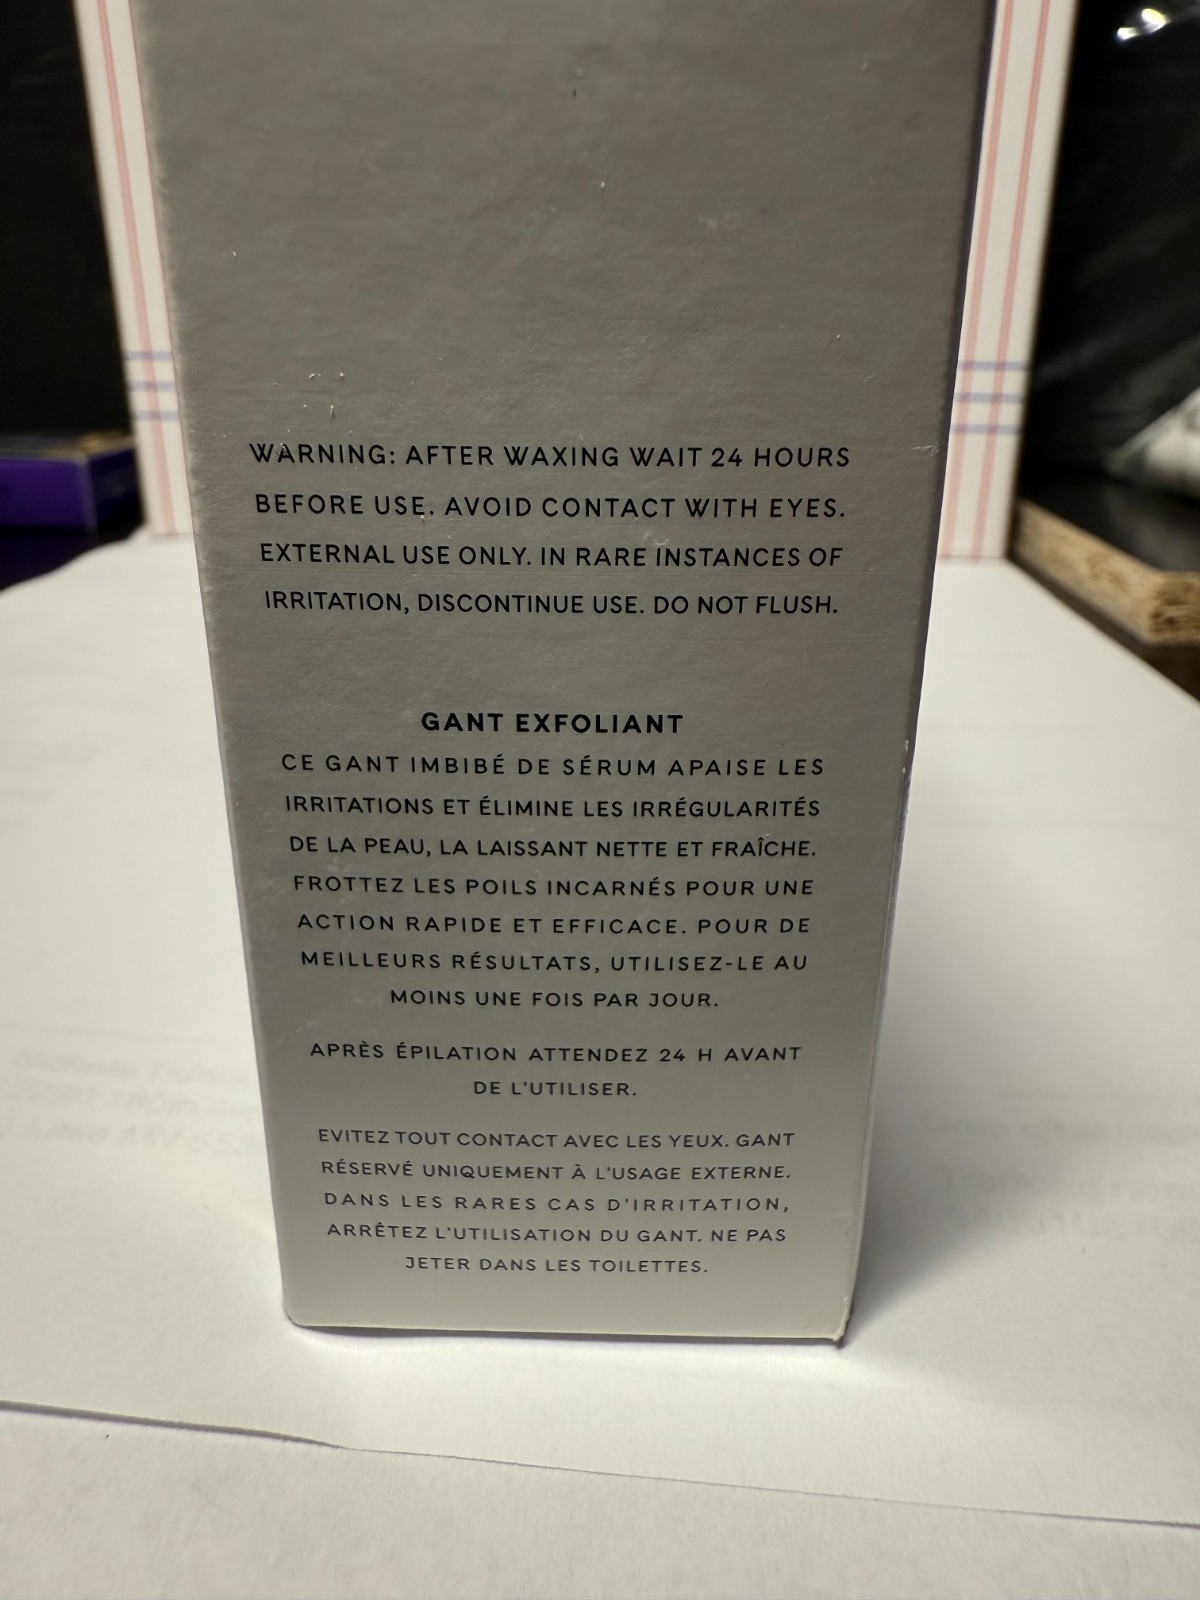 WARNING: AFTER WAXING WAIT 24 HOURS
BEFORE USE. AVOID CONTACT WITH EYES.
EXTERNAL USE ONLY. IN RARE INSTANCES OF
IRRITATION, DISCONTINUE USE. DO NOT FLUSH.
GANT EXFOLIANT
CE GANT IMBIBÉ DE SÉRUM APAISE LES
IRRITATIONS ET ÉLIMINE LES IRRÉGULARITÉS
DE LA PEAU, LA LAISSANT NETTE ET FRAÎCHE.
FROTTEZ LES POILS INCARNÉS POUR UNE
ACTION RAPIDE ET EFFICACE. POUR DE
MEILLEURS RÉSULTATS, UTILISEZ-LE AU
MOINS UNE FOIS PAR JOUR.
APRÈS ÉPILATION ATTENDEZ 24 H AVANT
DE L'UTILISER.
EVITEZ TOUT CONTACT AVEC LES YEUX. GANT
RÉSERVÉ UNIQUEMENT À L'USAGE EXTERNE.
DANS LES RARES CAS D'IRRITATION,
ARRÊTEZ L'UTILISATION DU GANT. NE PAS
JETER DANS LES TOILETTES.